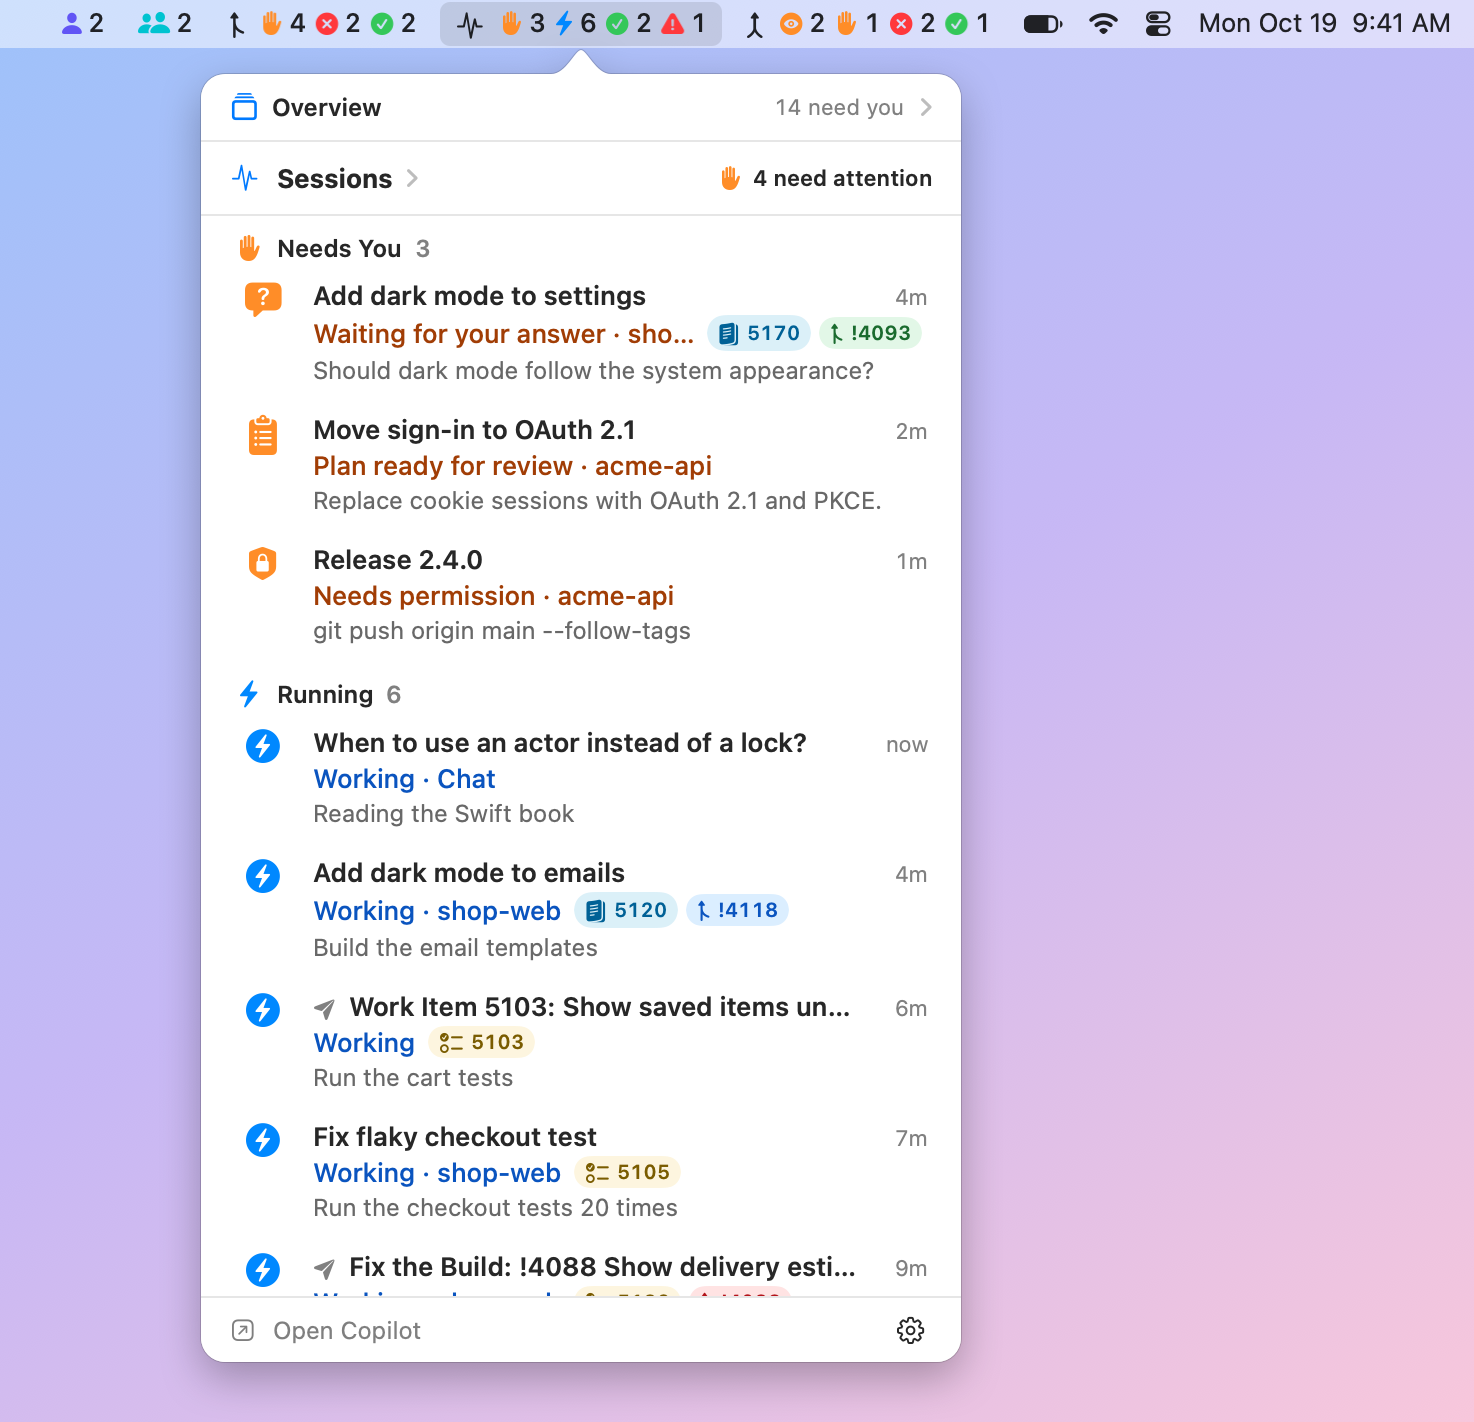 2 2 4 2 2 3 6 2 1 2 1 2 1 Mon Oct 19 9:41 AM
Overview 14 need you
Sessions 4 need attention
Needs You 3
Add dark mode to settings 4m
Waiting for your answer · sho... 5170 !4093
Should dark mode follow the system appearance?
Move sign-in to OAuth 2.1 2m
Plan ready for review · acme-api
Replace cookie sessions with OAuth 2.1 and PKCE.
Release 2.4.0 1m
Needs permission · acme-api
git push origin main --follow-tags
Running 6
When to use an actor instead of a lock? now
Working · Chat
Reading the Swift book
Add dark mode to emails 4m
Working · shop-web 5120 !4118
Build the email templates
Work Item 5103: Show saved items un... 6m
Working 5103
Run the cart tests
Fix flaky checkout test 7m
Working · shop-web 5105
Run the checkout tests 20 times
Fix the Build: !4088 Show delivery esti... 9m
Open Copilot